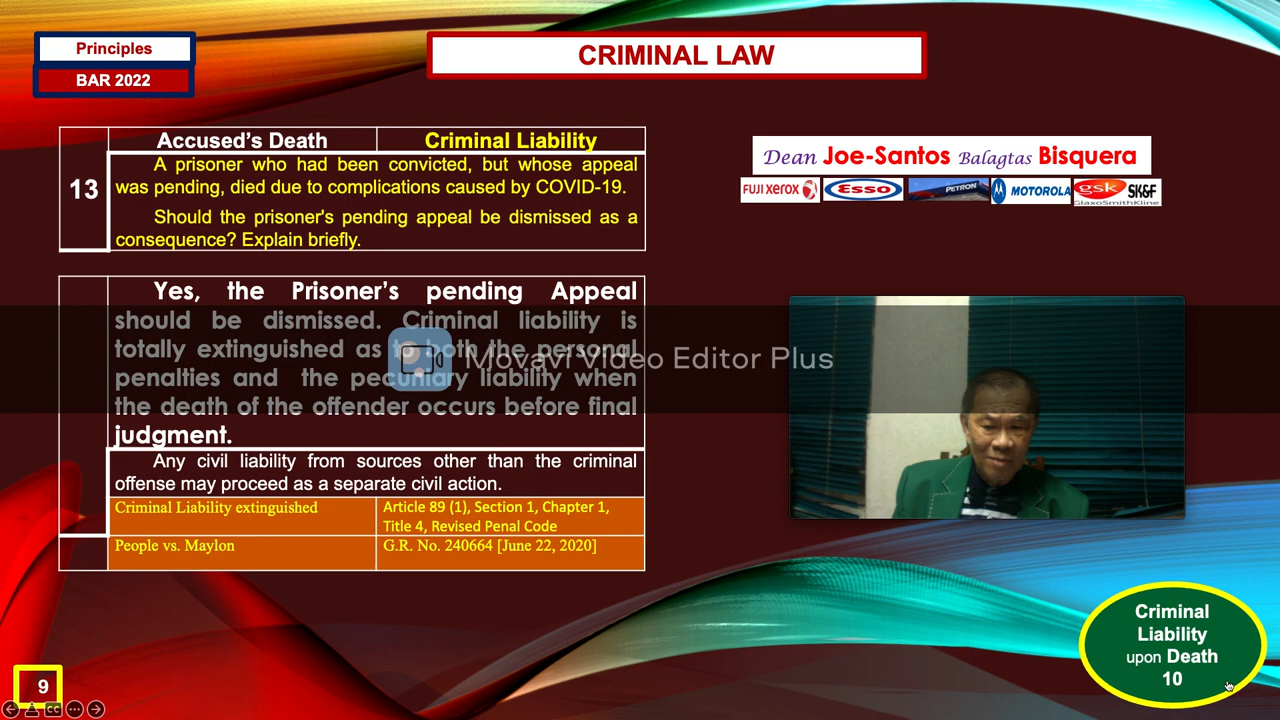 Principles
BAR 2022
CRIMINAL LAW
Accused's Death
Criminal Liability
13
A prisoner who had been convicted, but whose appeal
was pending, died due to complications caused by COVID-19.
Should the prisoner's pending appeal be dismissed as a
consequence? Explain briefly.
Dean Joe-Santos Balagtas Bisquera
FUJI xerox
Esso
PETRON
MOTOROLA
gsk SK&F
GlaxoSmithKline
Yes, the Prisoner's pending Appeal
should be dismissed. Criminal liability is
totally extinguished as to both the personal
penalties and the pecuniary liability when
the death of the offender occurs before final
judgment.
Movavi Video Editor Plus
Any civil liability from sources other than the criminal
offense may proceed as a separate civil action.
Criminal Liability extinguished
Article 89 (1), Section 1, Chapter 1,
Title 4, Revised Penal Code
People vs. Maylon
G.R. No. 240664 [June 22, 2020]
Criminal
Liability
upon Death
10
9
CC